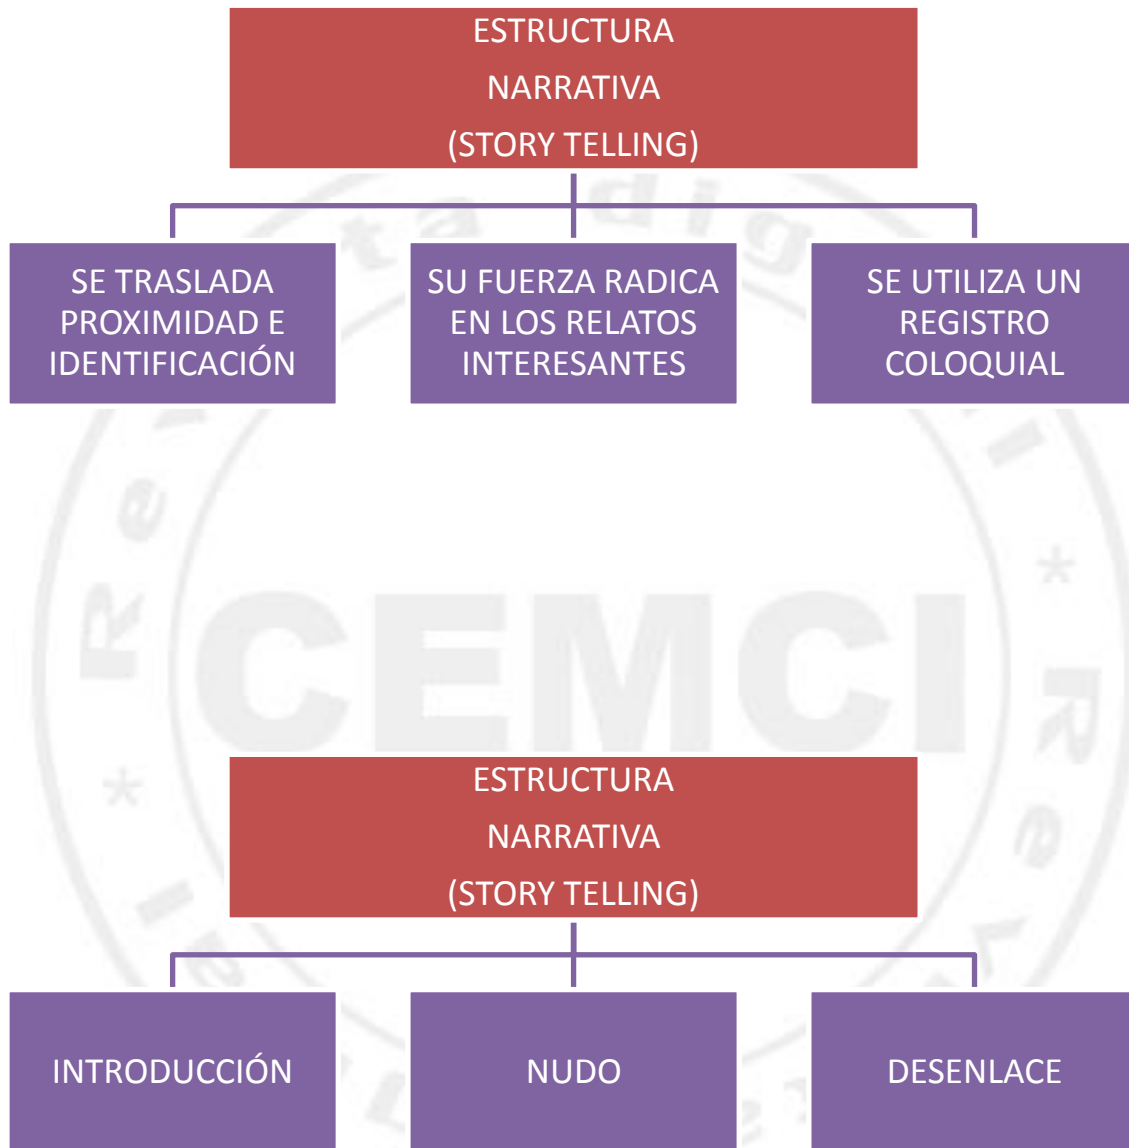 ESTRUCTURA
NARRATIVA
(STORY TELLING)
SE TRASLADA
PROXIMIDAD E
IDENTIFICACIÓN
SU FUERZA RADICA
EN LOS RELATOS
INTERESANTES
SE UTILIZA UN
REGISTRO
COLOQUIAL
CEMCI
ESTRUCTURA
NARRATIVA
(STORY TELLING)
INTRODUCCIÓN
NUDO
DESENLACE